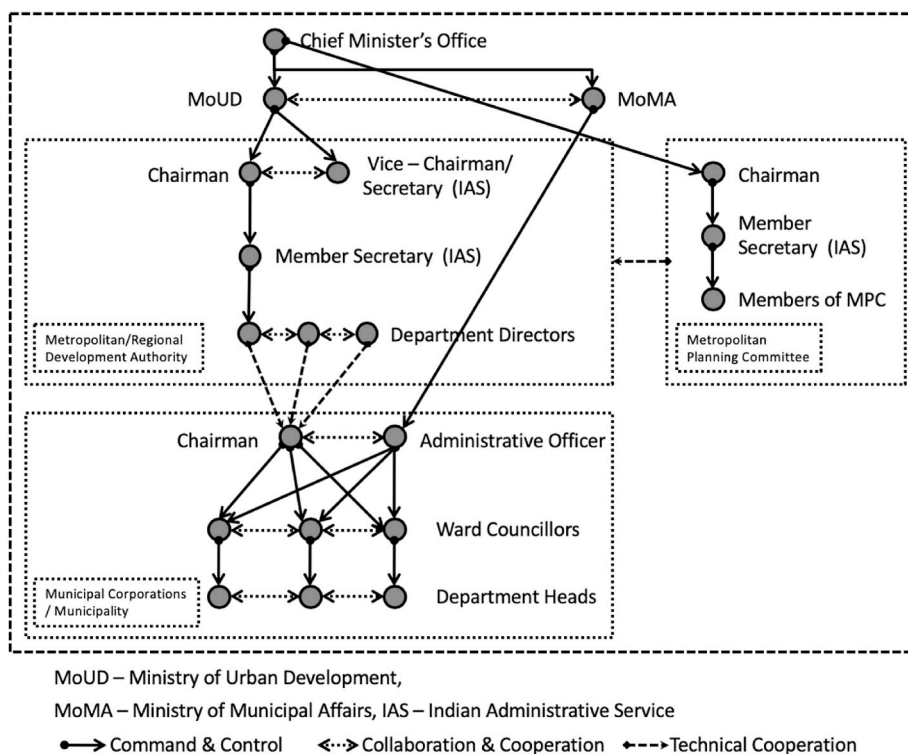 Chief Minister's Office
MoUD
MoMA
Chairman
Vice – Chairman/
Secretary (IAS)
Chairman
Member
Secretary (IAS)
Member Secretary (IAS)
Members of MPC
Department Directors
Metropolitan/Regional
Development Authority
Metropolitan
Planning Committee
Chairman
Administrative Officer
Ward Councillors
Municipal Corporations
/ Municipality
Department Heads
MoUD – Ministry of Urban Development,
MoMA – Ministry of Municipal Affairs, IAS – Indian Administrative Service
Command & Control
Collaboration & Cooperation
Technical Cooperation